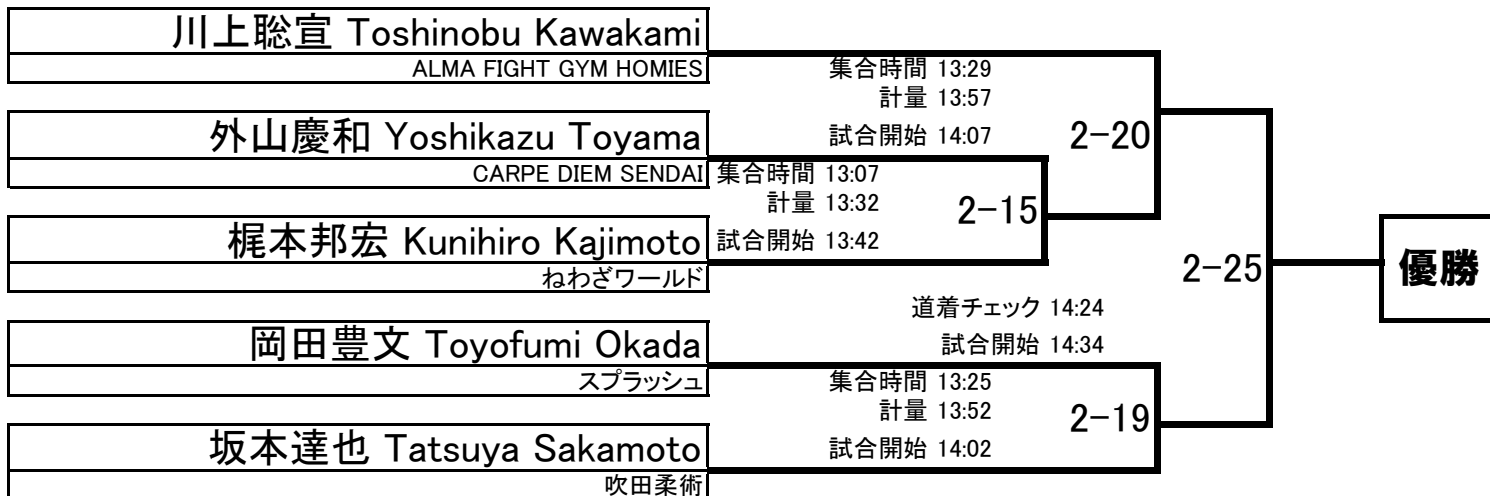 川上聡宣 Toshinobu Kawakami
ALMA FIGHT GYM HOMIES
集合時間 13:29
計量 13:57
試合開始 14:07
2-20
外山慶和 Yoshikazu Toyama
CARPE DIEM SENDAI
集合時間 13:07
計量 13:32
試合開始 13:42
2-15
梶本邦宏 Kunihiro Kajimoto
ねわざワールド
2-25
優勝
道着チェック 14:24
試合開始 14:34
岡田豊文 Toyofumi Okada
スプラッシュ
集合時間 13:25
計量 13:52
試合開始 14:02
2-19
坂本達也 Tatsuya Sakamoto
吹田柔術